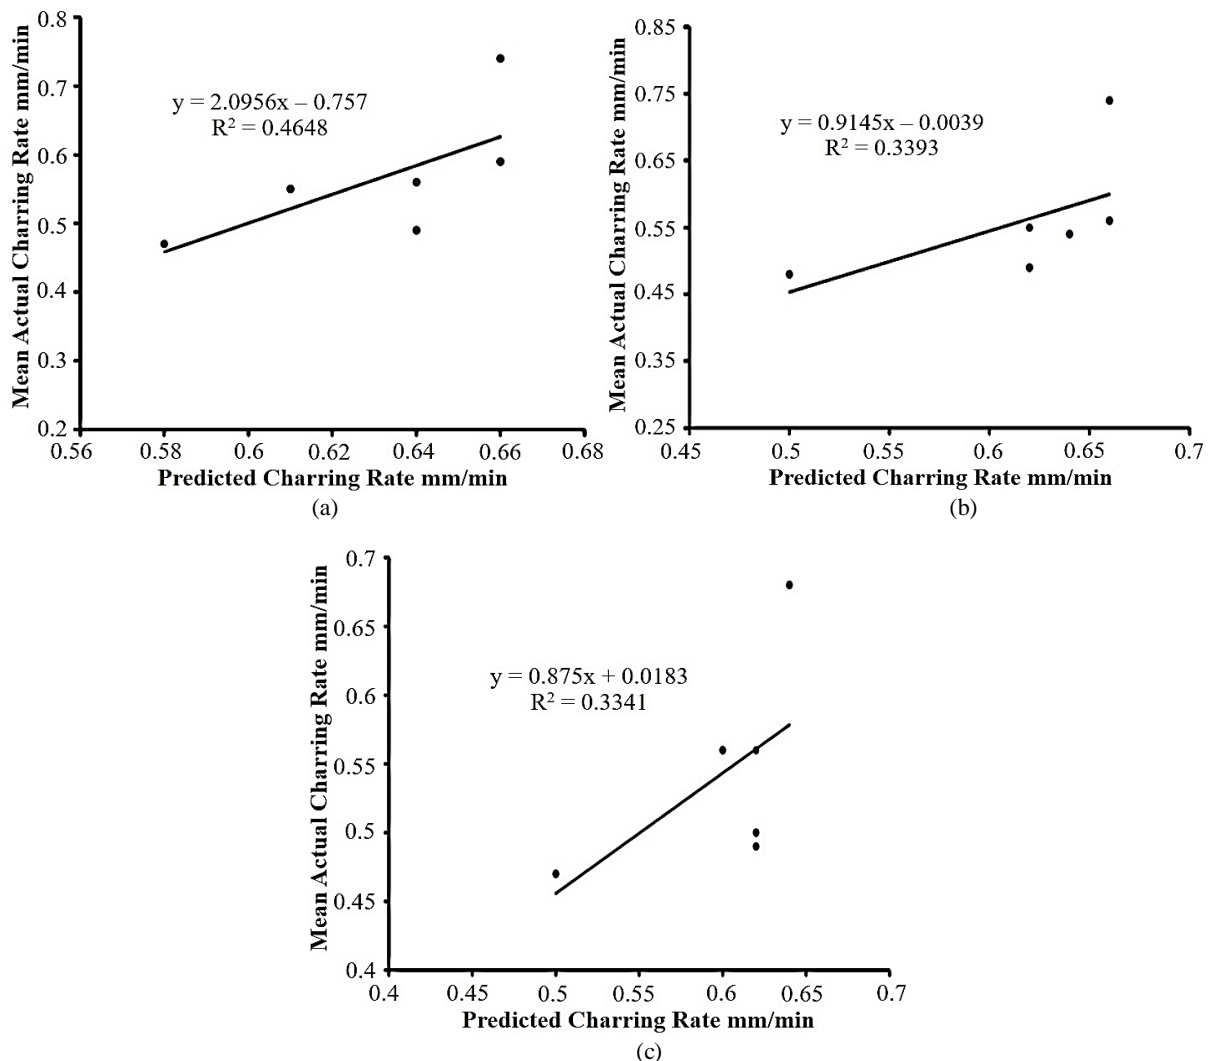 Mean Actual Charring Rate mm/min
0.8
0.7
0.6
0.5
0.4
0.3
0.2
y = 2.0956x – 0.757
R² = 0.4648
0.56 0.58 0.6 0.62 0.64 0.66 0.68
Predicted Charring Rate mm/min
(a)
Mean Actual Charring Rate mm/min
0.85
0.75
0.65
0.55
0.45
0.35
0.25
y = 0.9145x – 0.0039
R² = 0.3393
0.45 0.5 0.55 0.6 0.65 0.7
Predicted Charring Rate mm/min
(b)
Mean Actual Charring Rate mm/min
0.7
0.65
0.6
0.55
0.5
0.45
0.4
y = 0.875x + 0.0183
R² = 0.3341
0.4 0.45 0.5 0.55 0.6 0.65 0.7
Predicted Charring Rate mm/min
(c)